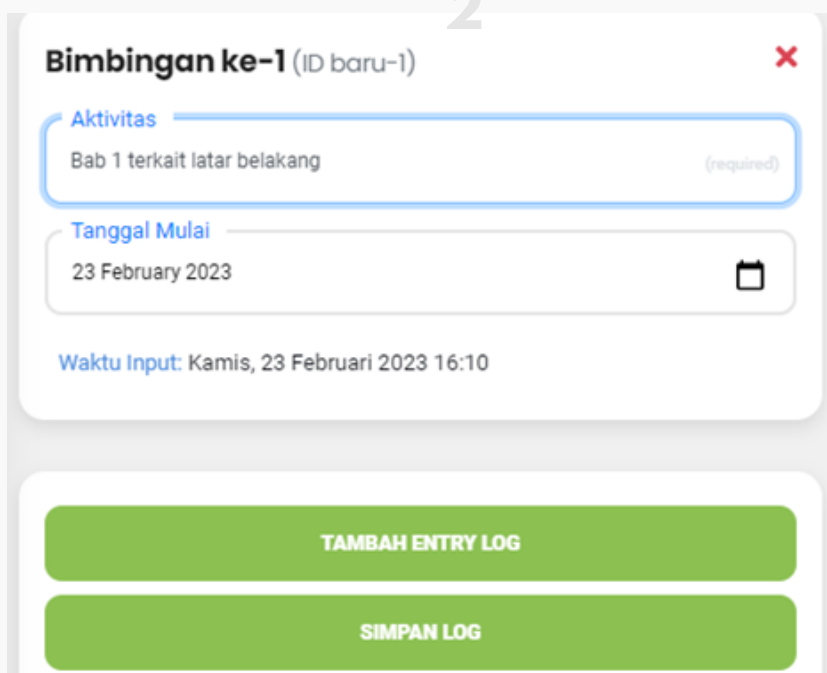 2
Bimbingan ke-1 (ID baru-1)
Aktivitas
Bab 1 terkait latar belakang (required)
Tanggal Mulai
23 February 2023
Waktu Input: Kamis, 23 Februari 2023 16:10
TAMBAH ENTRY LOG
SIMPAN LOG